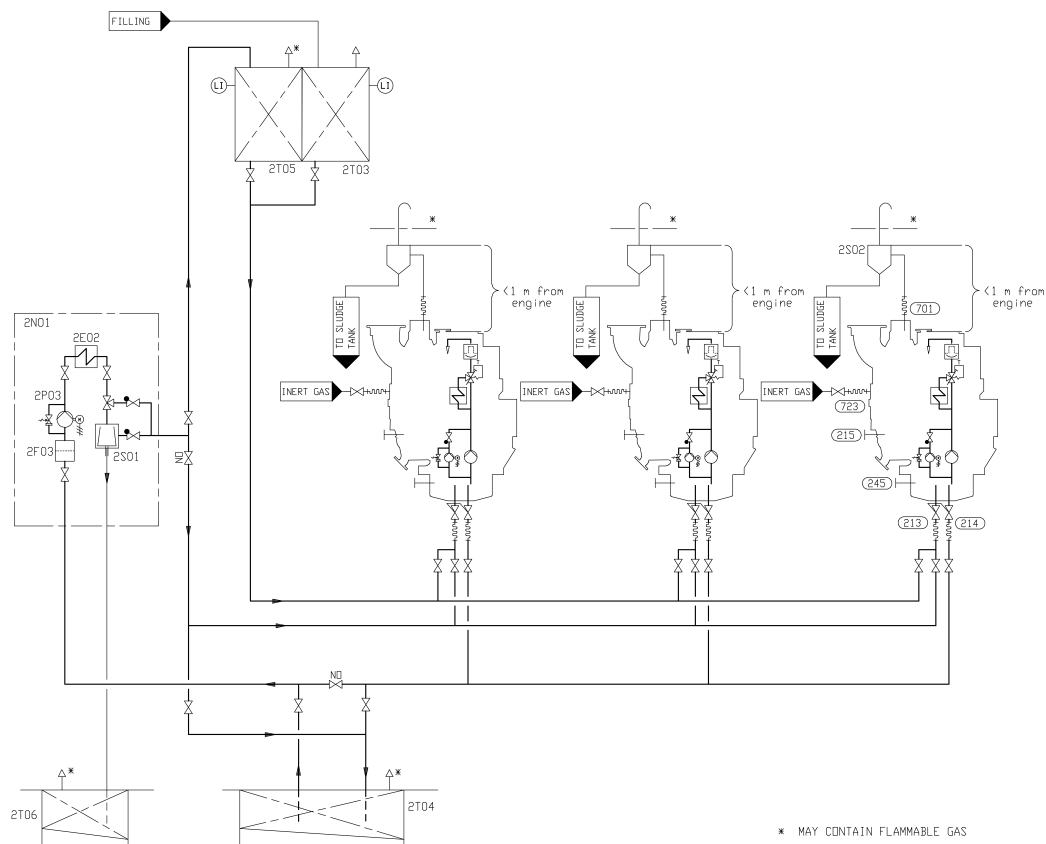 FILLING
*
LI
LI
2T05
2T03
*
*
*
2S02
<1 m from
engine
<1 m from
engine
<1 m from
engine
TO SLUDGE
TANK
TO SLUDGE
TANK
TO SLUDGE
TANK
701
2N01
2E02
2P03
2F03
2S01
NO
INERT GAS
INERT GAS
INERT GAS
723
215
245
213
214
NO
*
2T06
*
2T04
* MAY CONTAIN FLAMMABLE GAS